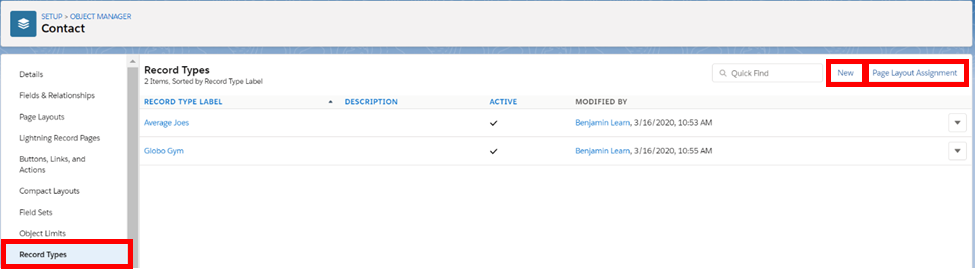 SETUP > OBJECT MANAGER
Contact
Details
Fields & Relationships
Page Layouts
Lightning Record Pages
Buttons, Links, and
Actions
Compact Layouts
Field Sets
Object Limits
Record Types
Record Types
2 Items, Sorted by Record Type Label
Quick Find
New
Page Layout Assignment
RECORD TYPE LABEL DESCRIPTION ACTIVE MODIFIED BY
Average Joes Benjamin Learn, 3/16/2020, 10:53 AM
Globo Gym Benjamin Learn, 3/16/2020, 10:55 AM